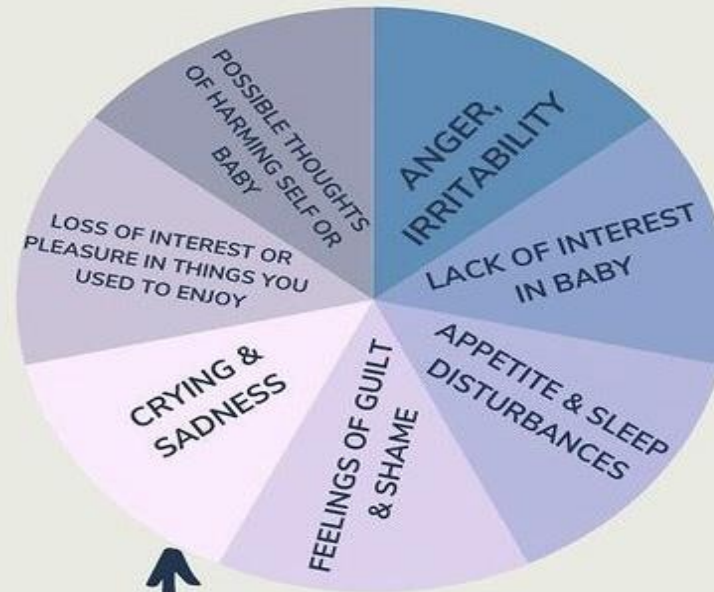 POSSIBLE THOUGHTS
OF HARMING SELF OR
BABY
ANGER,
IRRITABILITY
LACK OF INTEREST
IN BABY
APPETITE & SLEEP
DISTURBANCES
FEELINGS OF GUILT
& SHAME
CRYING &
SADNESS
LOSS OF INTEREST OR
PLEASURE IN THINGS YOU
USED TO ENJOY